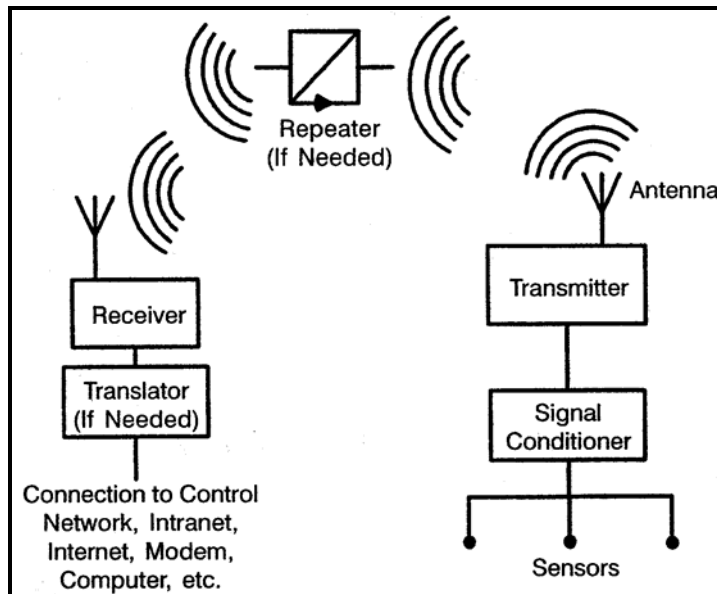 Repeater
(If Needed)
Antenna
Transmitter
Receiver
Translator
(If Needed)
Signal
Conditioner
Connection to Control
Network, Intranet,
Internet, Modem,
Computer, etc.
Sensors